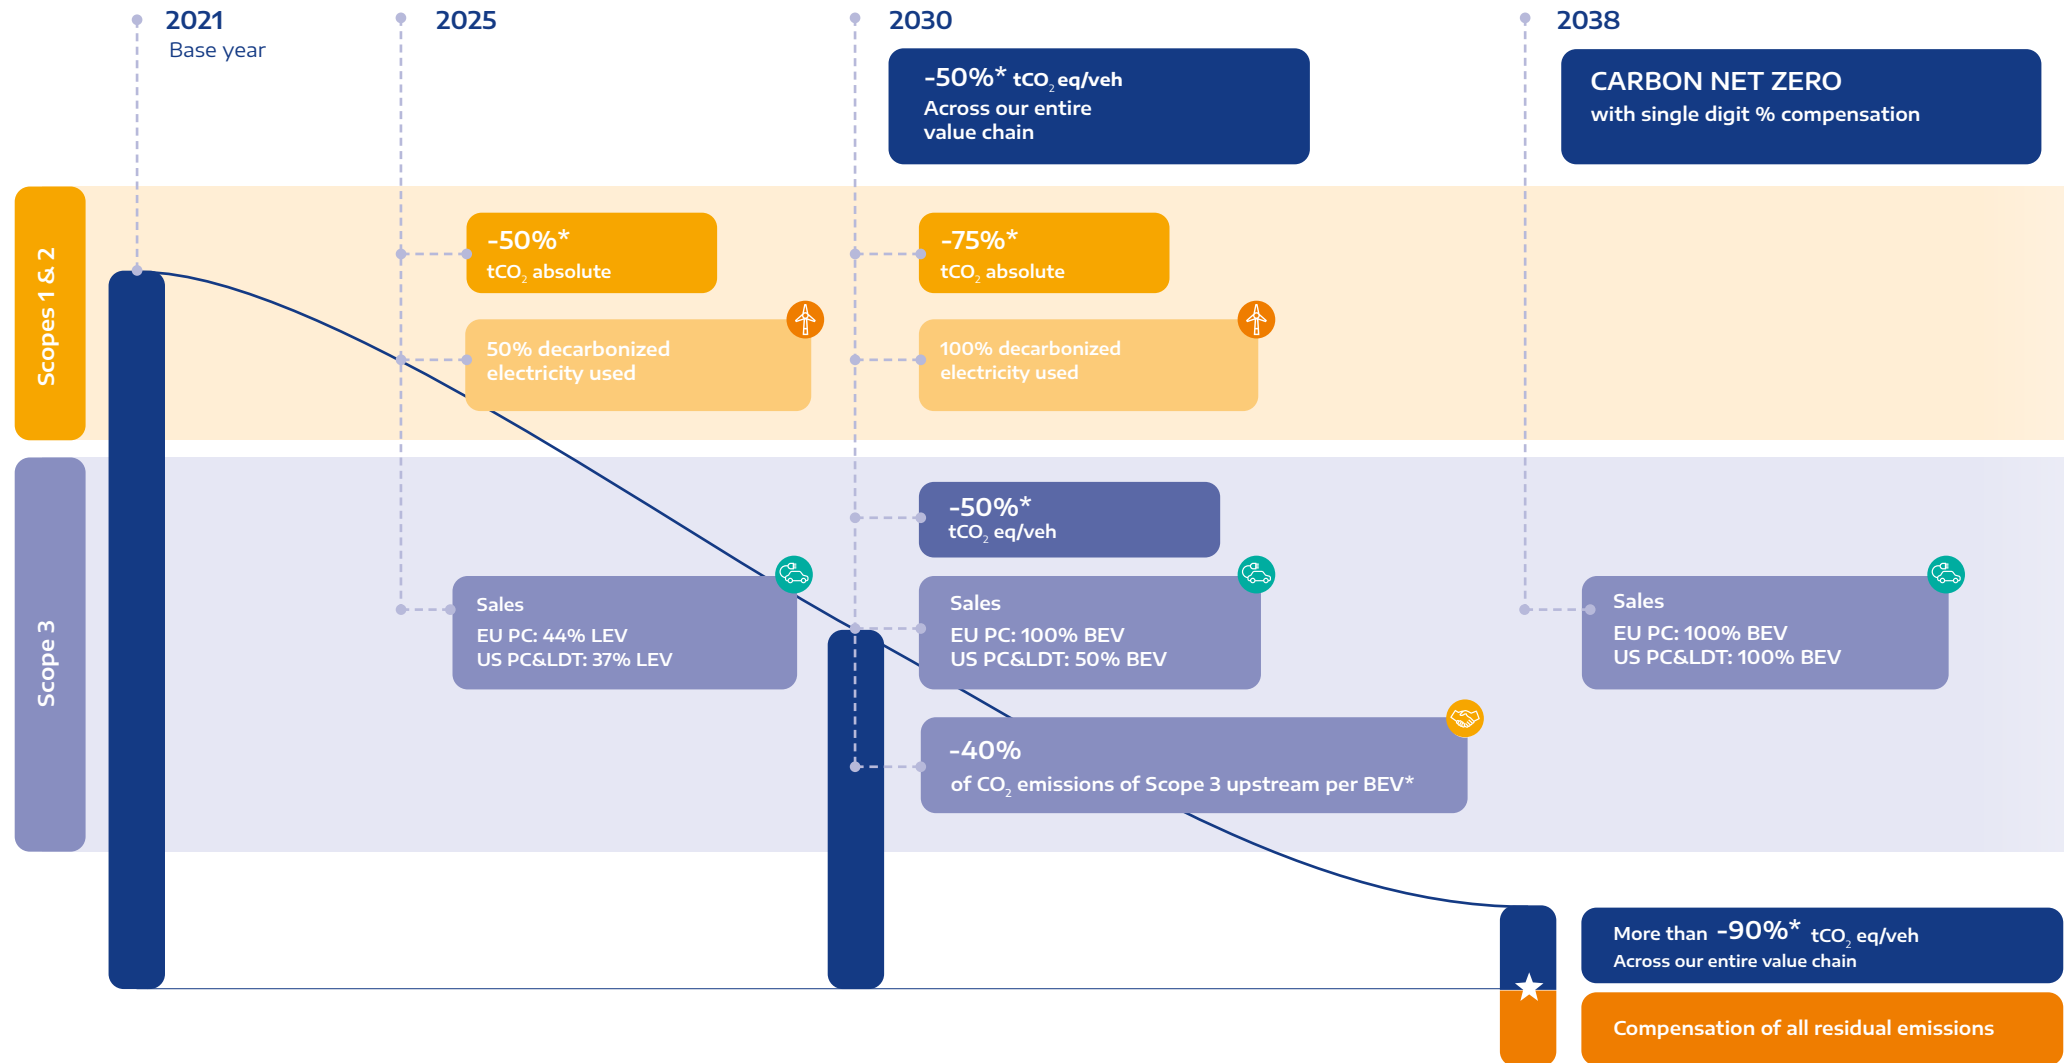 2021
Base year
2025
2030
2038
-50%* tCO2 eq/veh
Across our entire
value chain
CARBON NET ZERO
with single digit % compensation
Scopes 1 & 2
-50%*
tCO2 absolute
50% decarbonized
electricity used
-75%*
tCO2 absolute
100% decarbonized
electricity used
Scope 3
Sales
EU PC: 44% LEV
US PC&LDT: 37% LEV
-50%*
tCO2 eq/veh
Sales
EU PC: 100% BEV
US PC&LDT: 50% BEV
-40%
of CO2 emissions of Scope 3 upstream per BEV*
Sales
EU PC: 100% BEV
US PC&LDT: 100% BEV
More than -90%* tCO2 eq/veh
Across our entire value chain
Compensation of all residual emissions